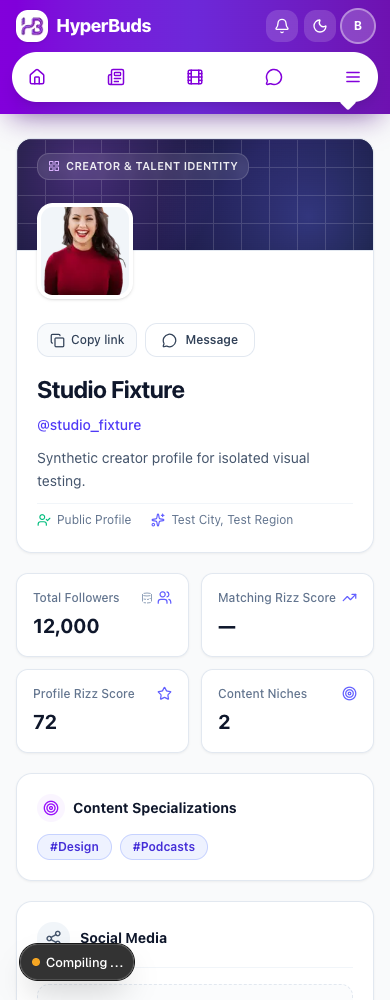 HyperBuds
B
CREATOR & TALENT IDENTITY
Copy link
Message
Studio Fixture
@studio_fixture
Synthetic creator profile for isolated visual
testing.
Public Profile
Test City, Test Region
Total Followers
12,000
Matching Rizz Score
—
Profile Rizz Score
72
Content Niches
2
Content Specializations
#Design
#Podcasts
Social Media
Compiling ...